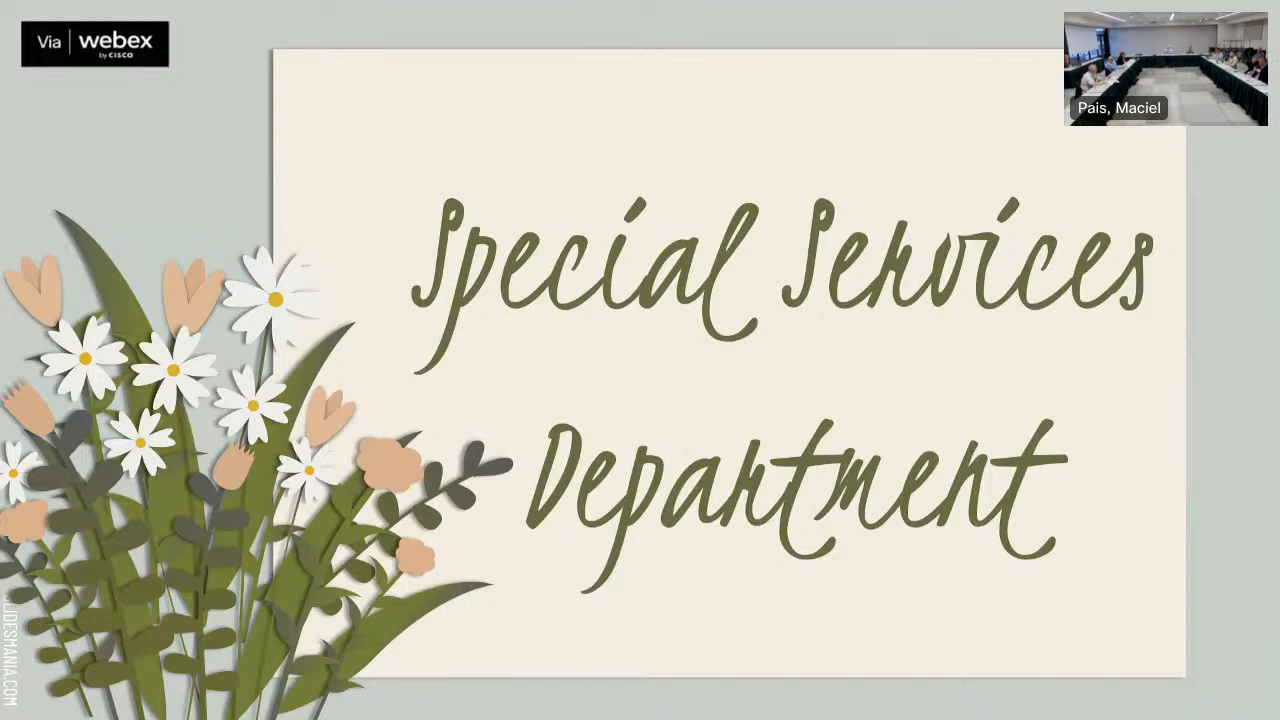 Via | webex
by CISCO
Pais, Maciel
Special Services
Department
SLIDESMANIA.COM